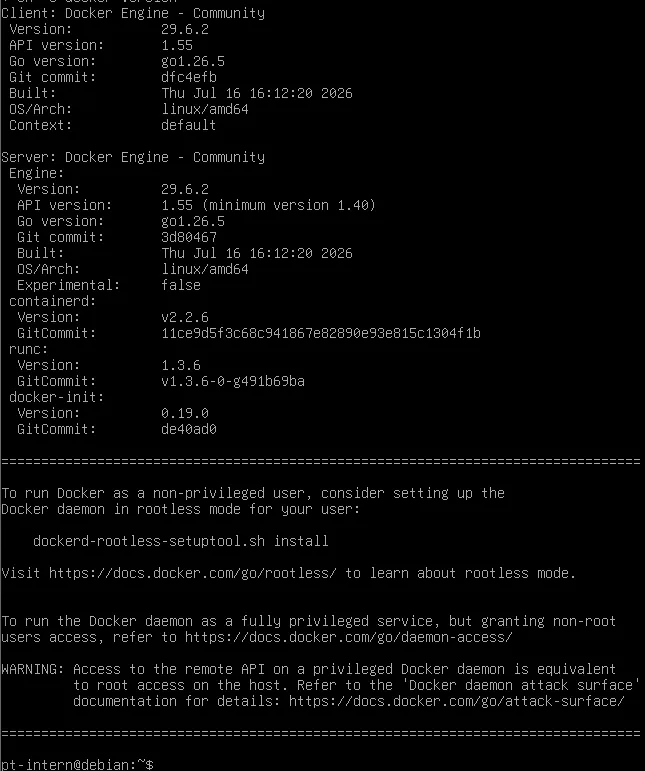 Client: Docker Engine - Community
 Version:           29.6.2
 API version:       1.55
 Go version:        go1.26.5
 Git commit:        dfc4efb
 Built:             Thu Jul 16 16:12:20 2026
 OS/Arch:           linux/amd64
 Context:           default

Server: Docker Engine - Community
 Engine:
  Version:          29.6.2
  API version:      1.55 (minimum version 1.40)
  Go version:       go1.26.5
  Git commit:       3d80467
  Built:            Thu Jul 16 16:12:20 2026
  OS/Arch:          linux/amd64
  Experimental:     false
 containerd:
  Version:          v2.2.6
  GitCommit:        11ce9d5f3c68c941867e82890e93e815c1304f1b
 runc:
  Version:          1.3.6
  GitCommit:        v1.3.6-0-g491b69ba
 docker-init:
  Version:          0.19.0
  GitCommit:        de40ad0

================================================================================

To run Docker as a non-privileged user, consider setting up the
Docker daemon in rootless mode for your user:

    dockerd-rootless-setuptool.sh install

Visit https://docs.docker.com/go/rootless/ to learn about rootless mode.


To run the Docker daemon as a fully privileged service, but granting non-root
users access, refer to https://docs.docker.com/go/daemon-access/

WARNING: Access to the remote API on a privileged Docker daemon is equivalent
         to root access on the host. Refer to the 'Docker daemon attack surface'
         documentation for details: https://docs.docker.com/go/attack-surface/

================================================================================

pt-intern@debian:~$